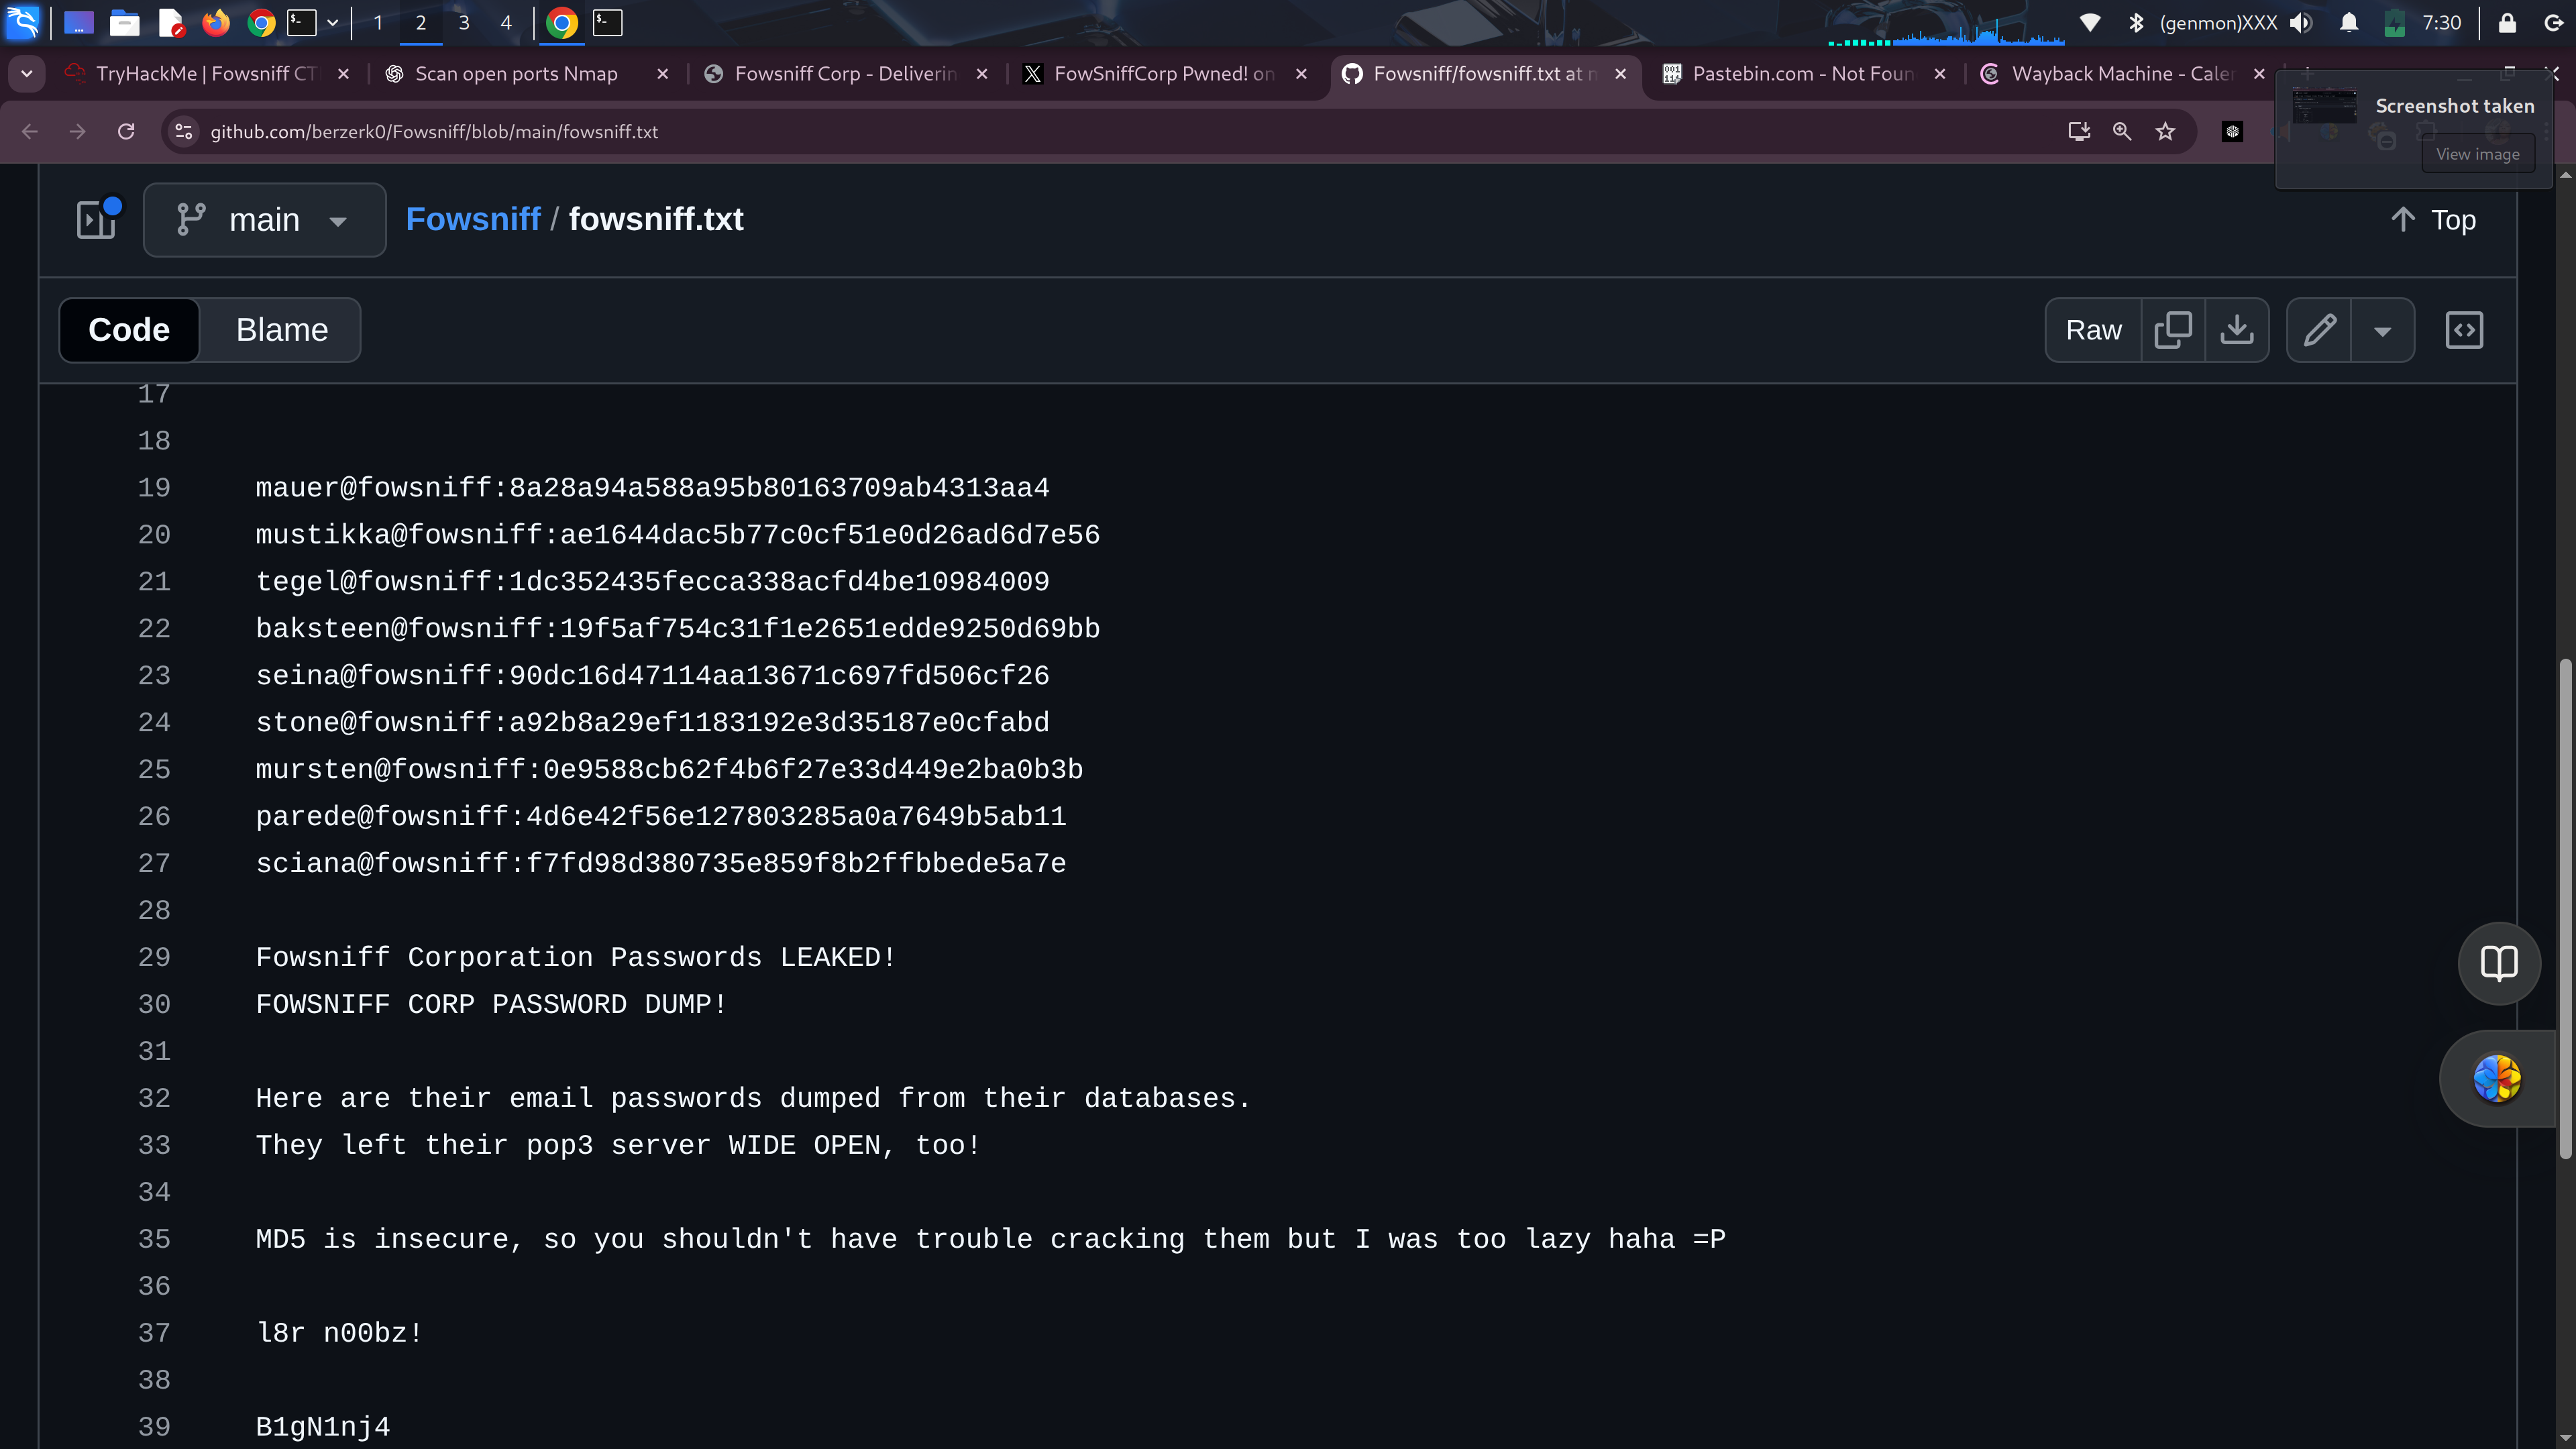 1 2 3 4 (genmon)XXX 7:30
TryHackMe | Fowsniff CT Scan open ports Nmap Fowsniff Corp - Deliverin FowSniffCorp Pwned! on Fowsniff/fowsniff.txt at m Pastebin.com - Not Foun Wayback Machine - Caler
github.com/berzerk0/Fowsniff/blob/main/fowsniff.txt
Screenshot taken
View image
main Fowsniff / fowsniff.txt Top
Code Blame Raw
17
18
19 mauer@fowsniff:8a28a94a588a95b80163709ab4313aa4
20 mustikka@fowsniff:ae1644dac5b77c0cf51e0d26ad6d7e56
21 tegel@fowsniff:1dc352435fecca338acfd4be10984009
22 baksteen@fowsniff:19f5af754c31f1e2651edde9250d69bb
23 seina@fowsniff:90dc16d47114aa13671c697fd506cf26
24 stone@fowsniff:a92b8a29ef1183192e3d35187e0cfabd
25 mursten@fowsniff:0e9588cb62f4b6f27e33d449e2ba0b3b
26 parede@fowsniff:4d6e42f56e127803285a0a7649b5ab11
27 sciana@fowsniff:f7fd98d380735e859f8b2ffbbede5a7e
28
29 Fowsniff Corporation Passwords LEAKED!
30 FOWSNIFF CORP PASSWORD DUMP!
31
32 Here are their email passwords dumped from their databases.
33 They left their pop3 server WIDE OPEN, too!
34
35 MD5 is insecure, so you shouldn't have trouble cracking them but I was too lazy haha =P
36
37 l8r n00bz!
38
39 B1gN1nj4